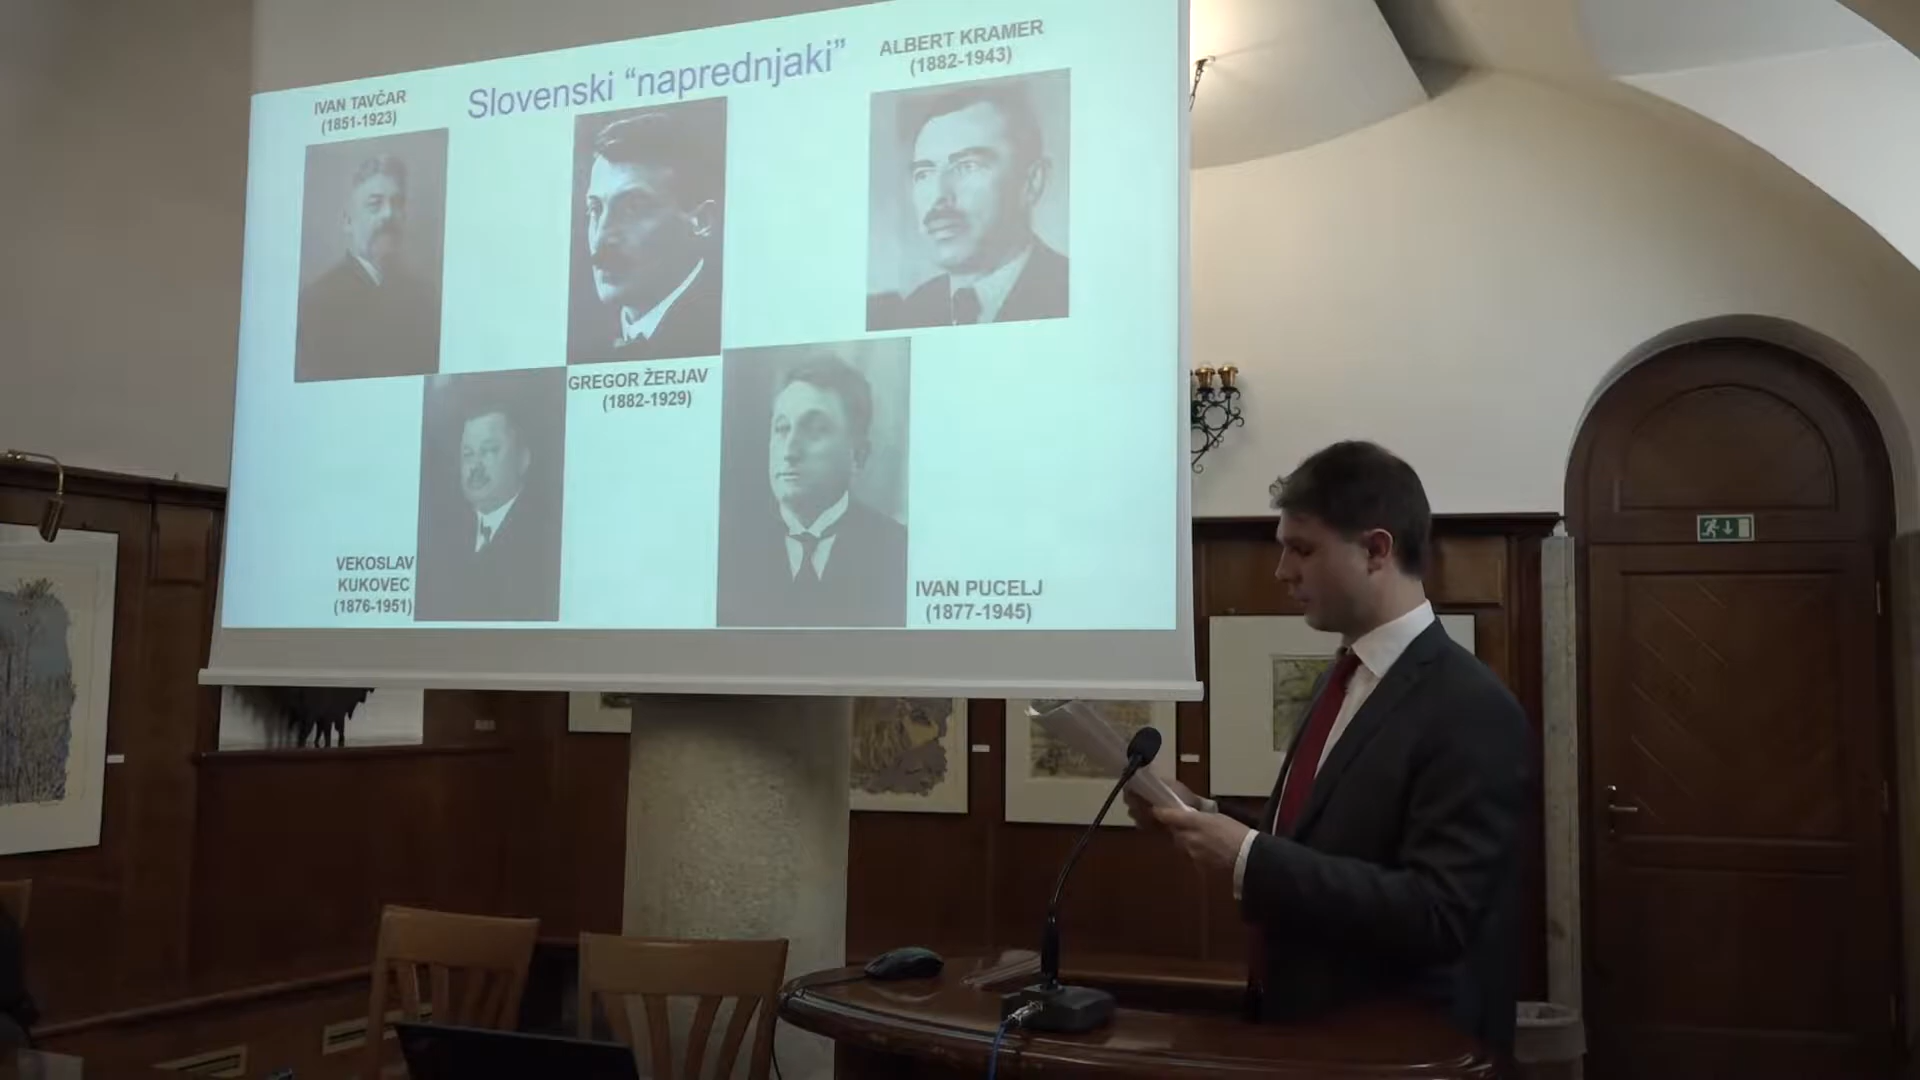 Slovenski “naprednjaki”
IVAN TAVČAR
(1851-1923)
ALBERT KRAMER
(1882-1943)
GREGOR ŽERJAV
(1882-1929)
VEKOSLAV
KUKOVEC
(1876-1951)
IVAN PUCELJ
(1877-1945)